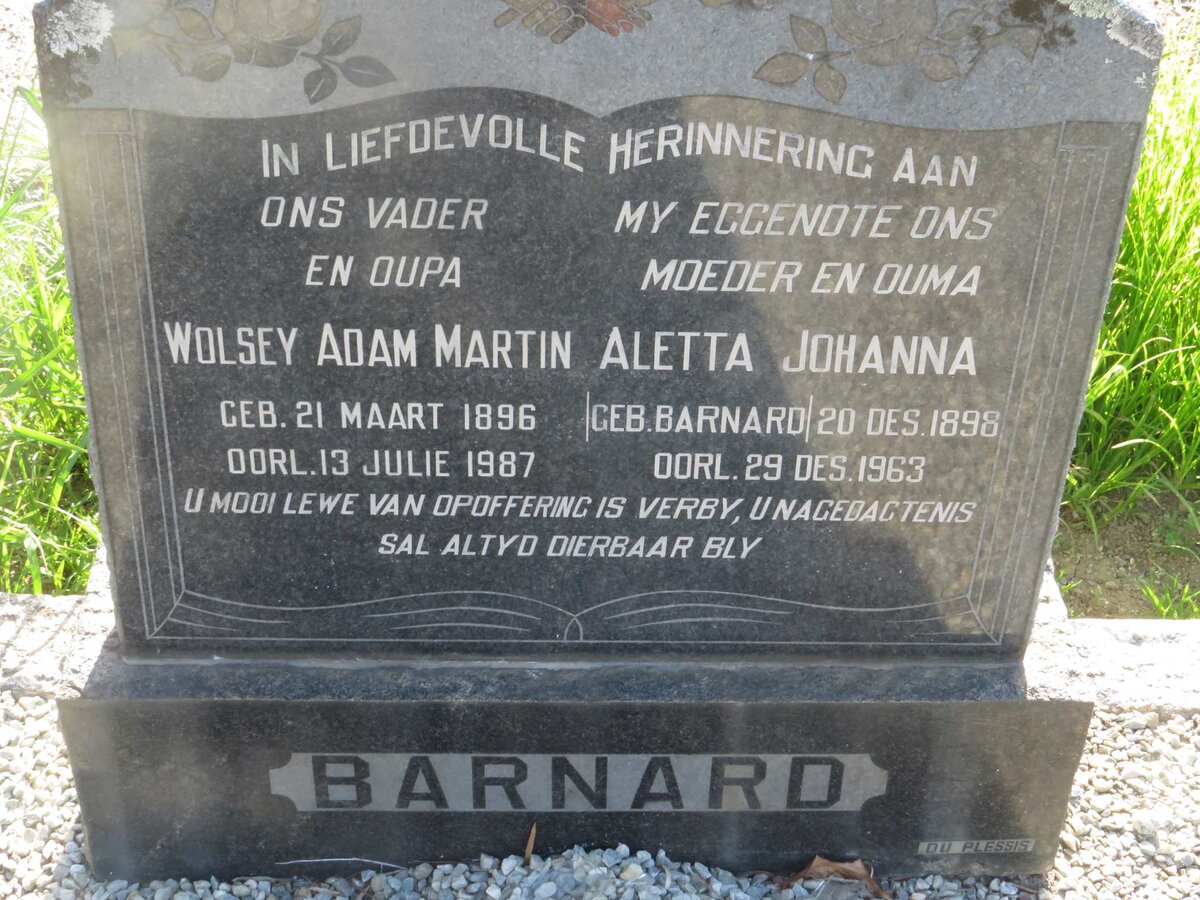 IN LIEFDEVOLLE HERINNERING AAN
ONS VADER
EN OUPA
WOLSEY ADAM MARTIN
GEB. 21 MAART 1896
OORL. 13 JULIE 1987
MY EGGENOTE ONS
MOEDER EN OUMA
ALETTA JOHANNA
|GEB. BARNARD| 20 DES. 1898
OORL. 29 DES. 1963
U MOOI LEWE VAN OPOFFERING IS VERBY, U NAGEDAGTENIS
SAL ALTYD DIERBAAR BLY
BARNARD
DU PLESSIS